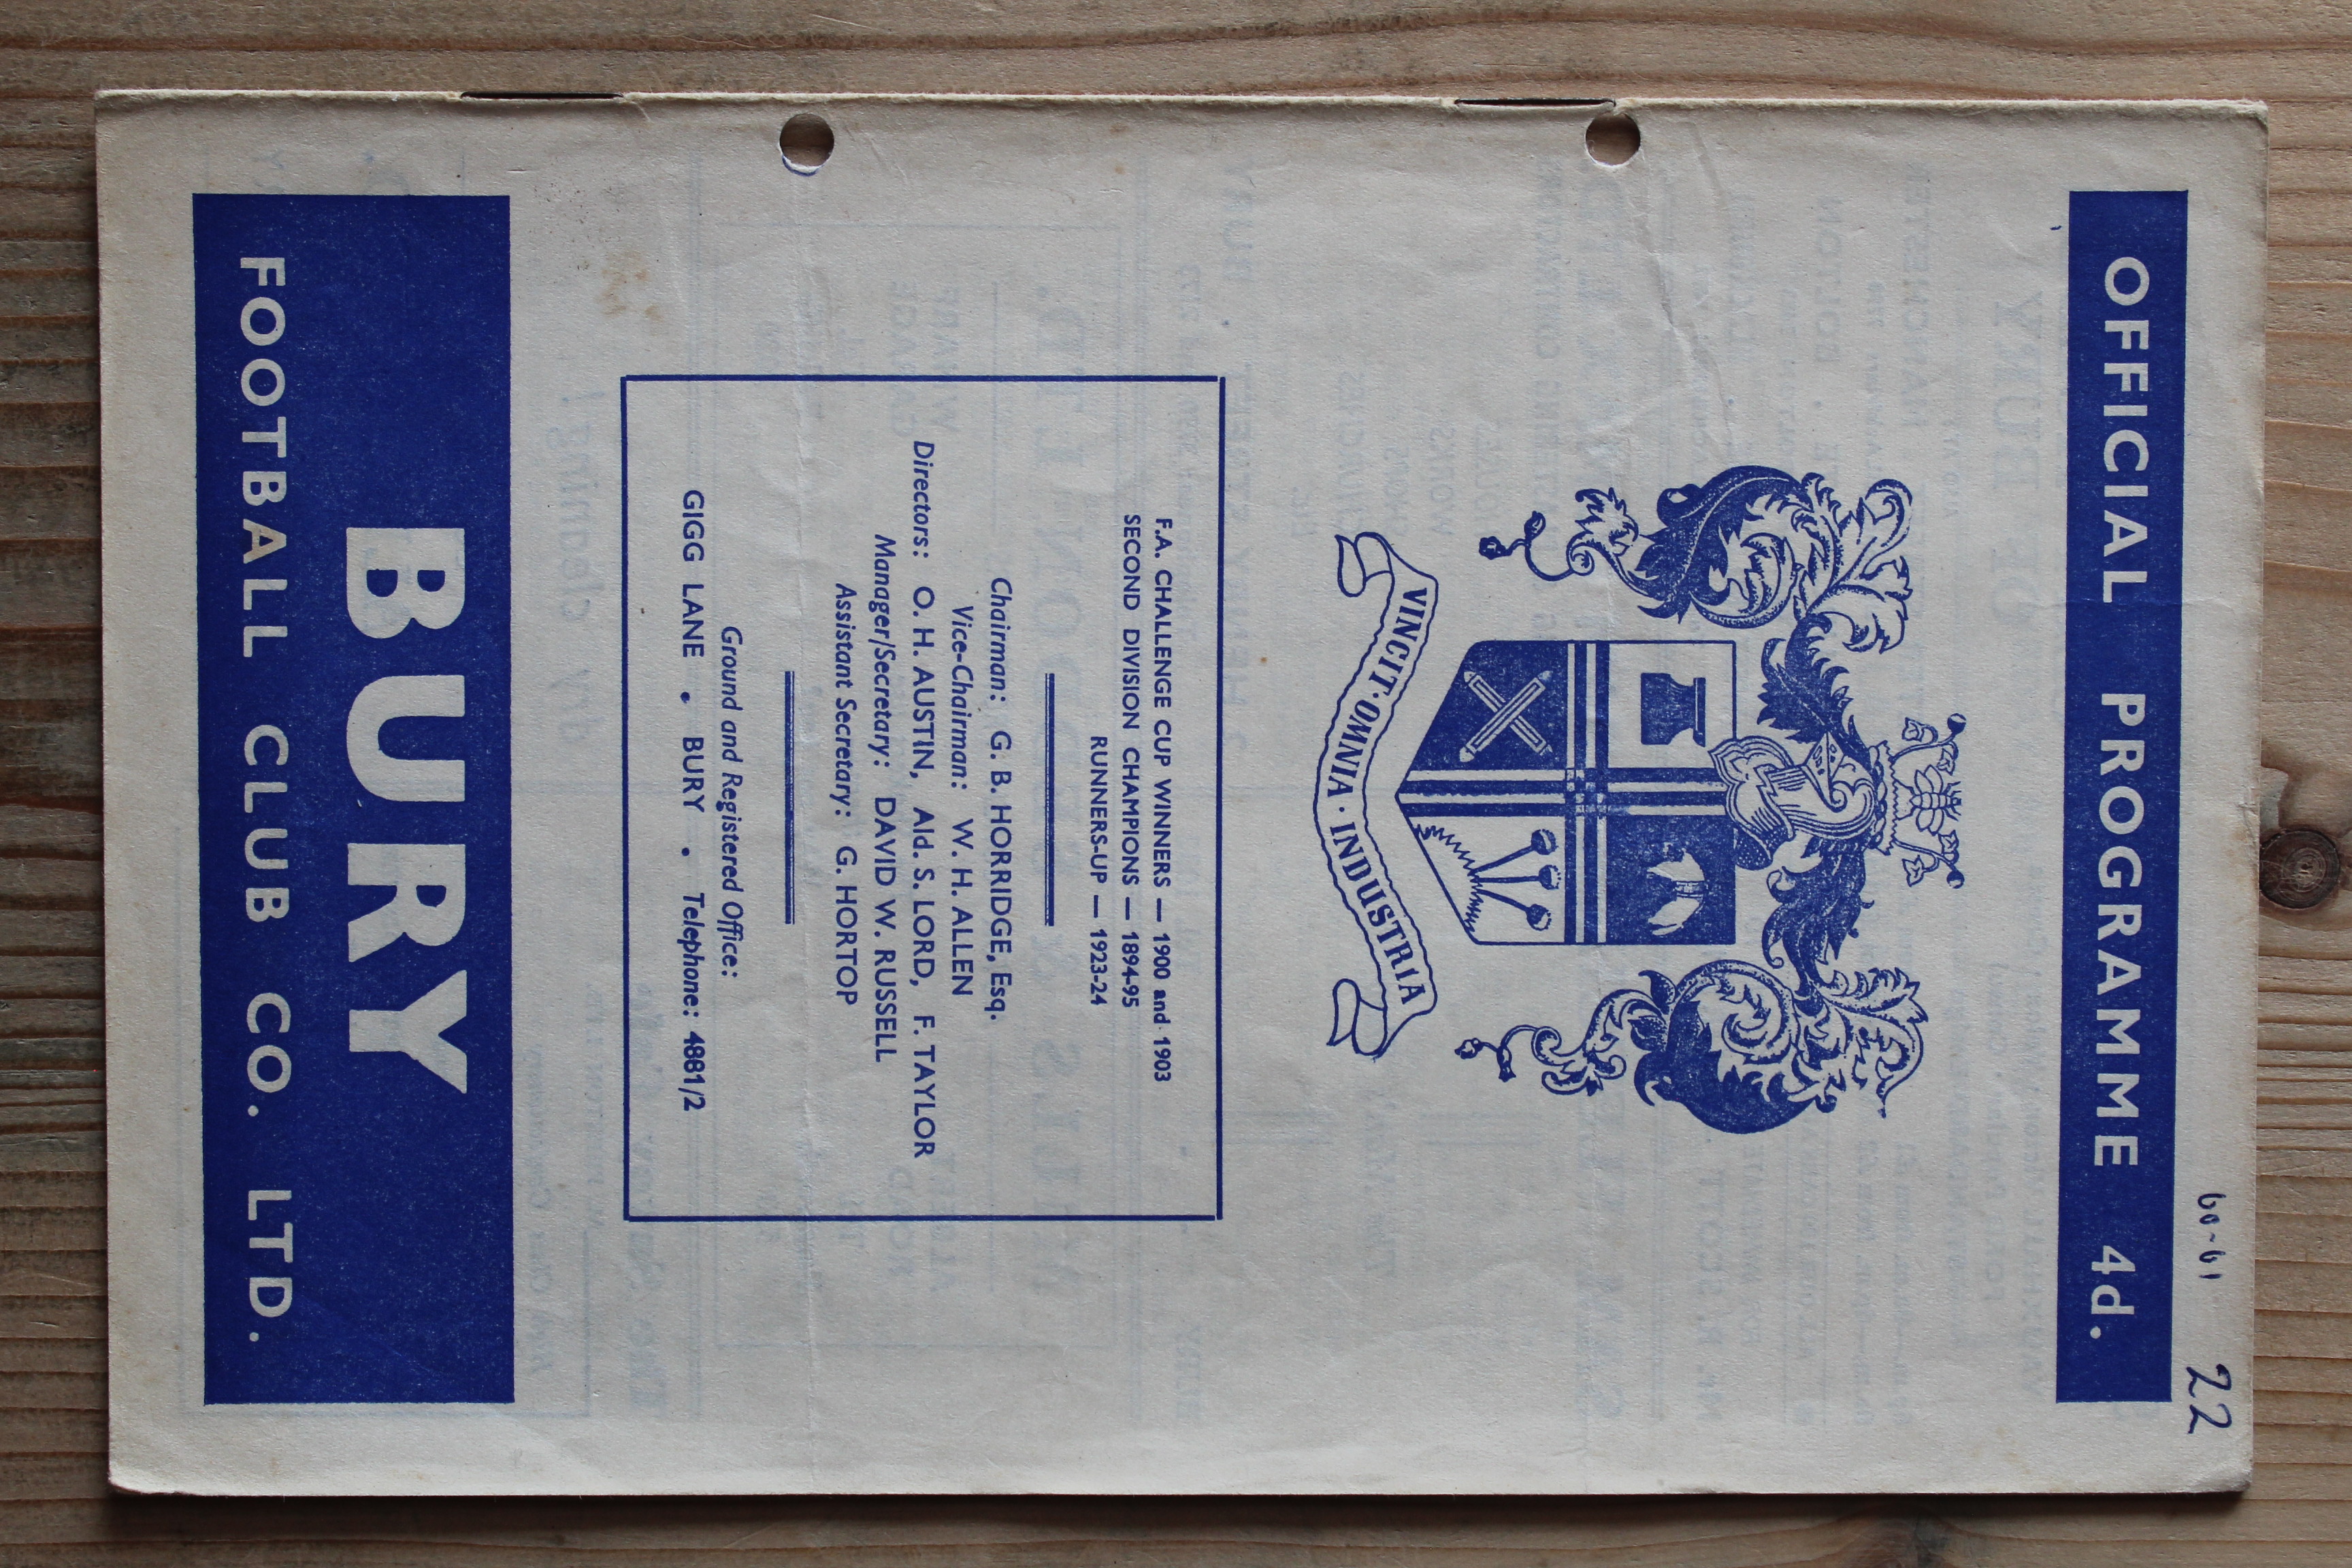 60-61 22
OFFICIAL PROGRAMME 4d.
VINCIT · OMNIA · INDUSTRIA
F.A. CHALLENGE CUP WINNERS — 1900 and 1903
SECOND DIVISION CHAMPIONS — 1894-95
RUNNERS-UP — 1923-24
Chairman: G. B. HORRIDGE, Esq.
Vice-Chairman: W. H. ALLEN
Directors: O. H. AUSTIN, Ald. S. LORD, F. TAYLOR
Manager/Secretary: DAVID W. RUSSELL
Assistant Secretary: G. HORTOP
Ground and Registered Office:
GIGG LANE . BURY . Telephone: 4881/2
BURY
FOOTBALL CLUB CO. LTD.